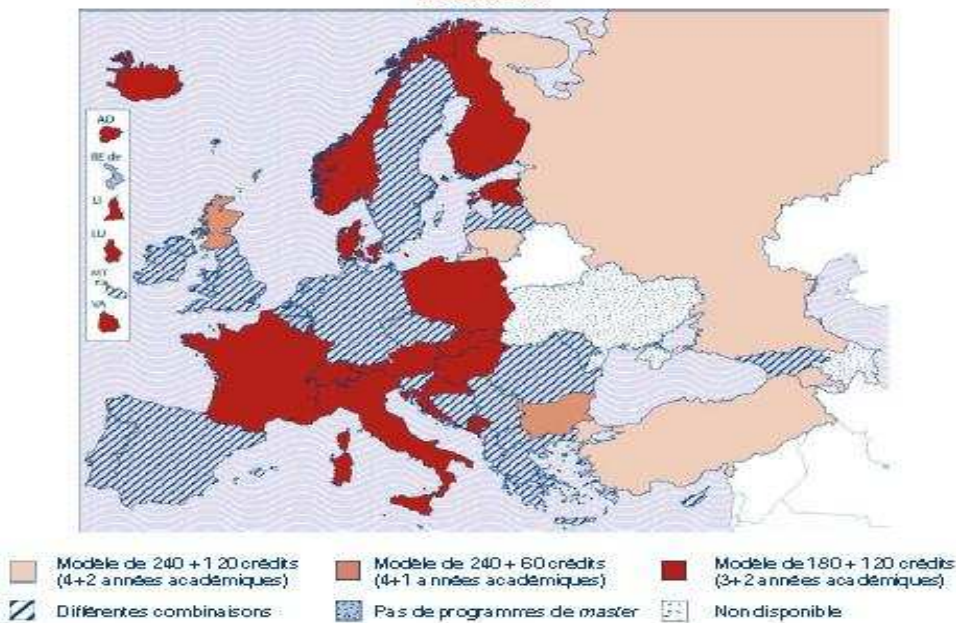 AD
BE de
LI
LU
MT
VA
Modèle de 240 + 120 crédits
(4+2 années académiques)
Modèle de 240 + 60 crédits
(4+1 années académiques)
Modèle de 180 + 120 crédits
(3+2 années académiques)
Différentes combinaisons
Pas de programmes de master
Non disponible